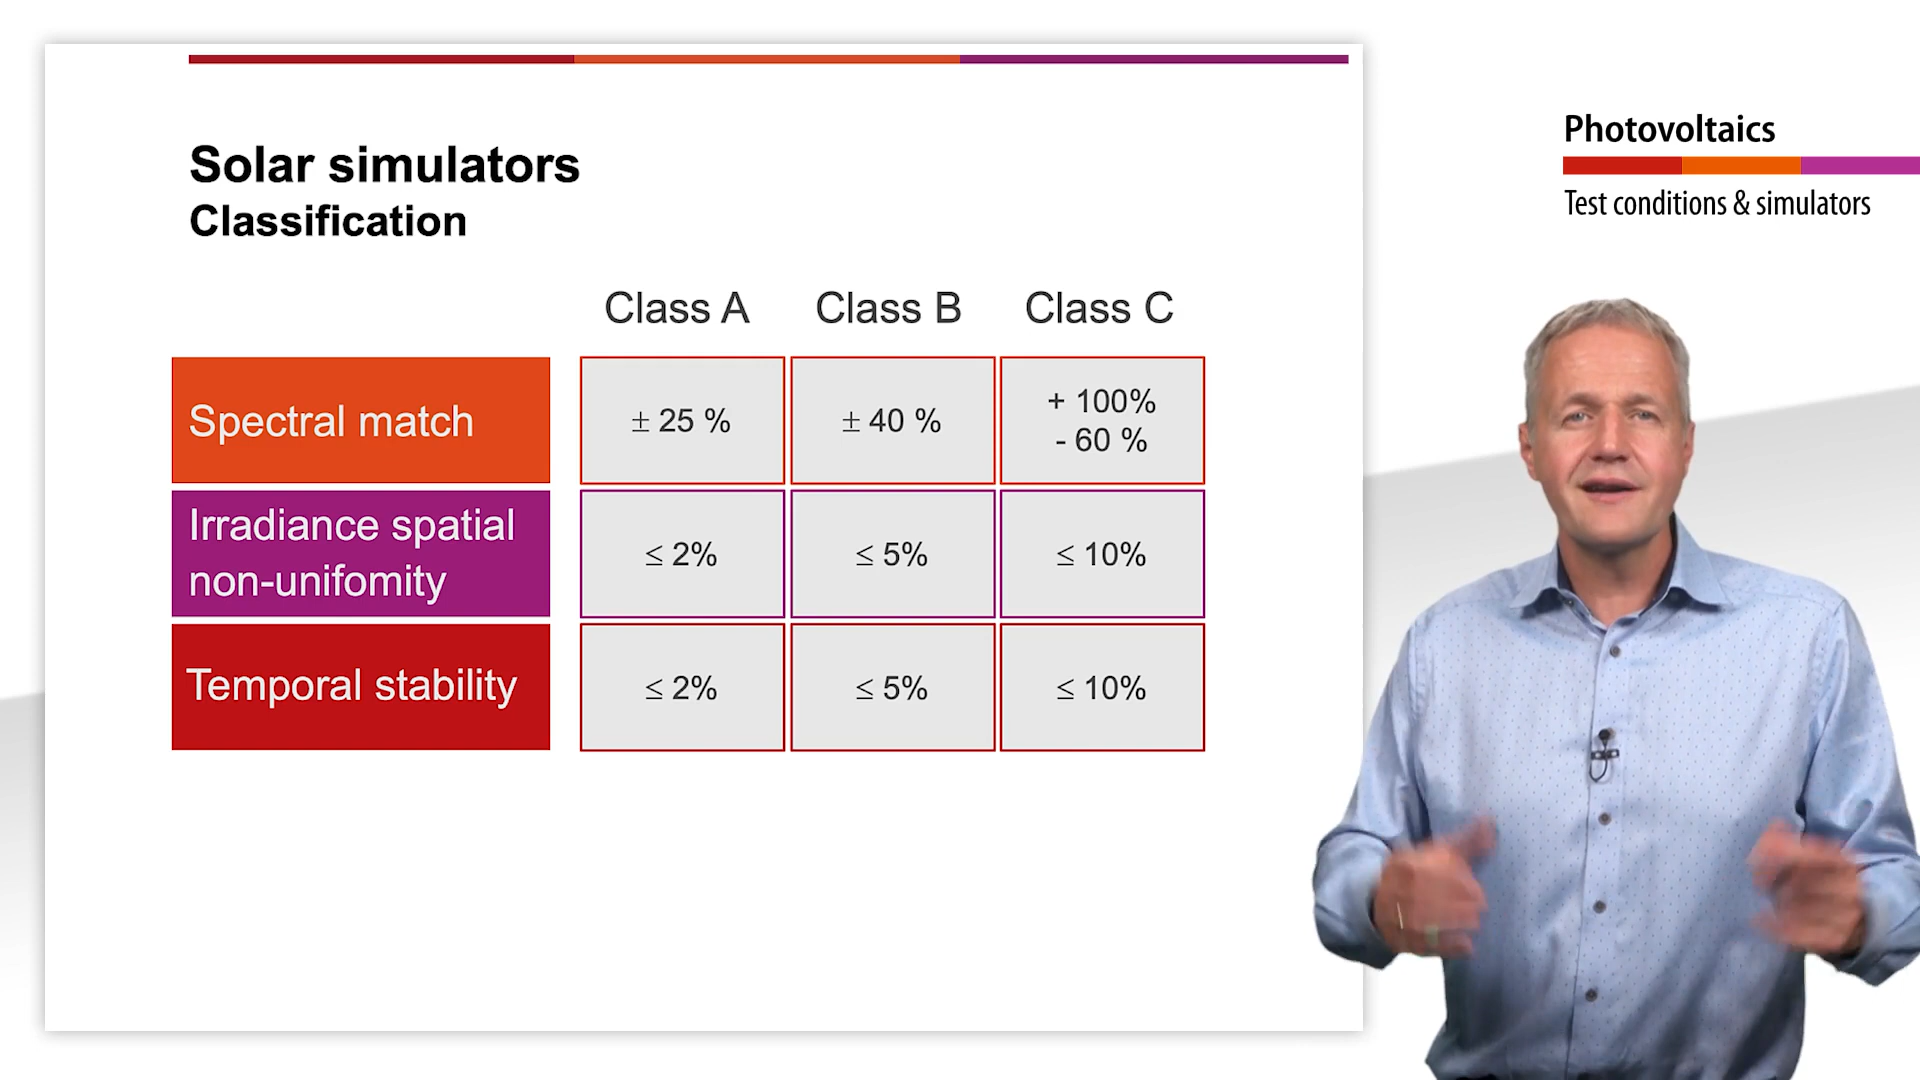 Solar simulators
Classification
Class A Class B Class C
Spectral match
± 25 % ± 40 % + 100%
- 60 %
Irradiance spatial
non-unifomity
≤ 2% ≤ 5% ≤ 10%
Temporal stability
≤ 2% ≤ 5% ≤ 10%
Photovoltaics
Test conditions & simulators